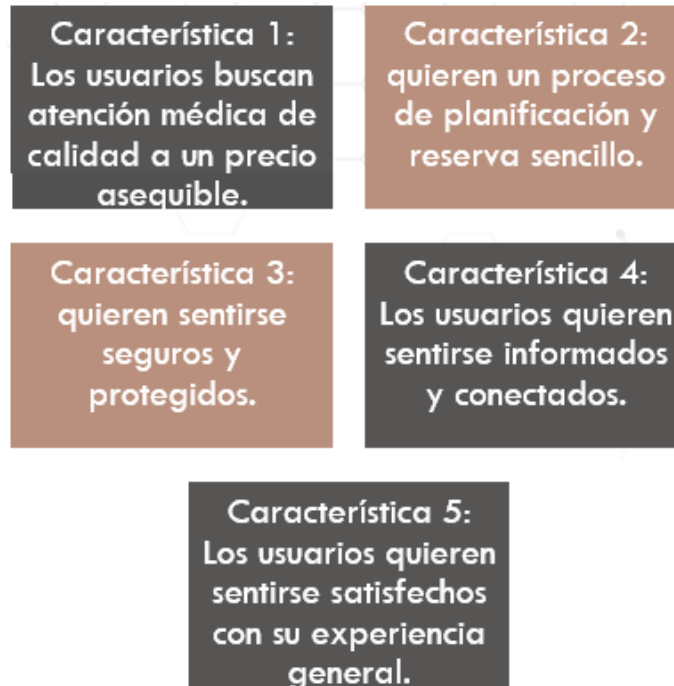 Característica 1:
Los usuarios buscan
atención médica de
calidad a un precio
asequible.
Característica 2:
quieren un proceso
de planificación y
reserva sencillo.
Característica 3:
quieren sentirse
seguros y
protegidos.
Característica 4:
Los usuarios quieren
sentirse informados
y conectados.
Característica 5:
Los usuarios quieren
sentirse satisfechos
con su experiencia
general.